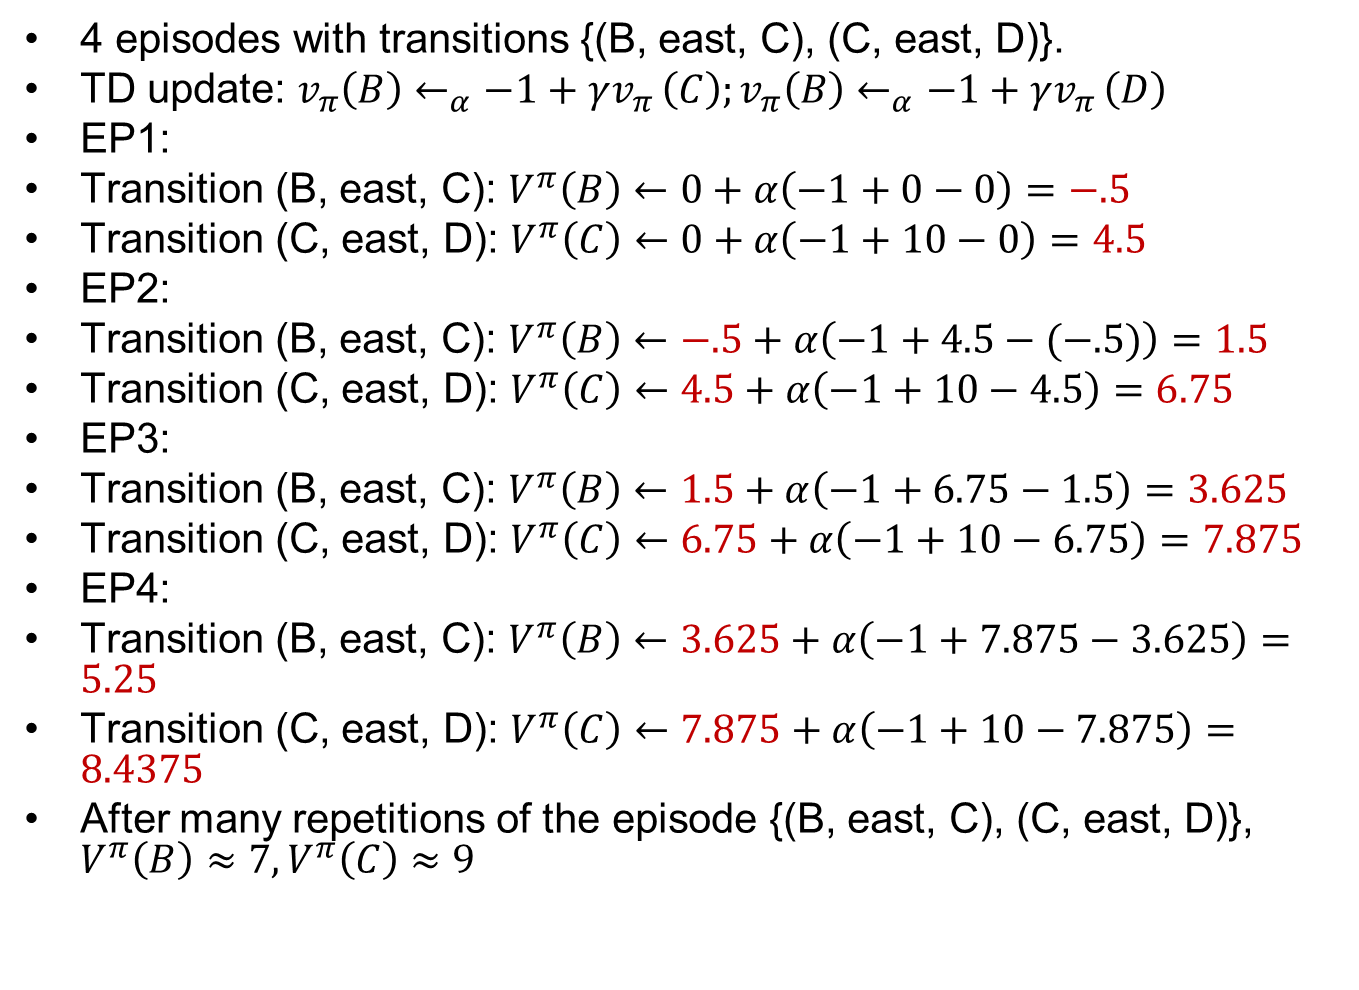 • 4 episodes with transitions {(B, east, C), (C, east, D)}.
• TD update: 𝑣_𝜋(𝐵) ←_𝛼 −1 + 𝛾𝑣_𝜋 (𝐶); 𝑣_𝜋(𝐵) ←_𝛼 −1 + 𝛾𝑣_𝜋 (𝐷)
• EP1:
• Transition (B, east, C): 𝑉^𝜋(𝐵) ← 0 + 𝛼(−1 + 0 − 0) = −.5
• Transition (C, east, D): 𝑉^𝜋(𝐶) ← 0 + 𝛼(−1 + 10 − 0) = 4.5
• EP2:
• Transition (B, east, C): 𝑉^𝜋(𝐵) ← −.5 + 𝛼(−1 + 4.5 − (−.5)) = 1.5
• Transition (C, east, D): 𝑉^𝜋(𝐶) ← 4.5 + 𝛼(−1 + 10 − 4.5) = 6.75
• EP3:
• Transition (B, east, C): 𝑉^𝜋(𝐵) ← 1.5 + 𝛼(−1 + 6.75 − 1.5) = 3.625
• Transition (C, east, D): 𝑉^𝜋(𝐶) ← 6.75 + 𝛼(−1 + 10 − 6.75) = 7.875
• EP4:
• Transition (B, east, C): 𝑉^𝜋(𝐵) ← 3.625 + 𝛼(−1 + 7.875 − 3.625) =
5.25
• Transition (C, east, D): 𝑉^𝜋(𝐶) ← 7.875 + 𝛼(−1 + 10 − 7.875) =
8.4375
• After many repetitions of the episode {(B, east, C), (C, east, D)},
𝑉^𝜋(𝐵) ≈ 7, 𝑉^𝜋(𝐶) ≈ 9